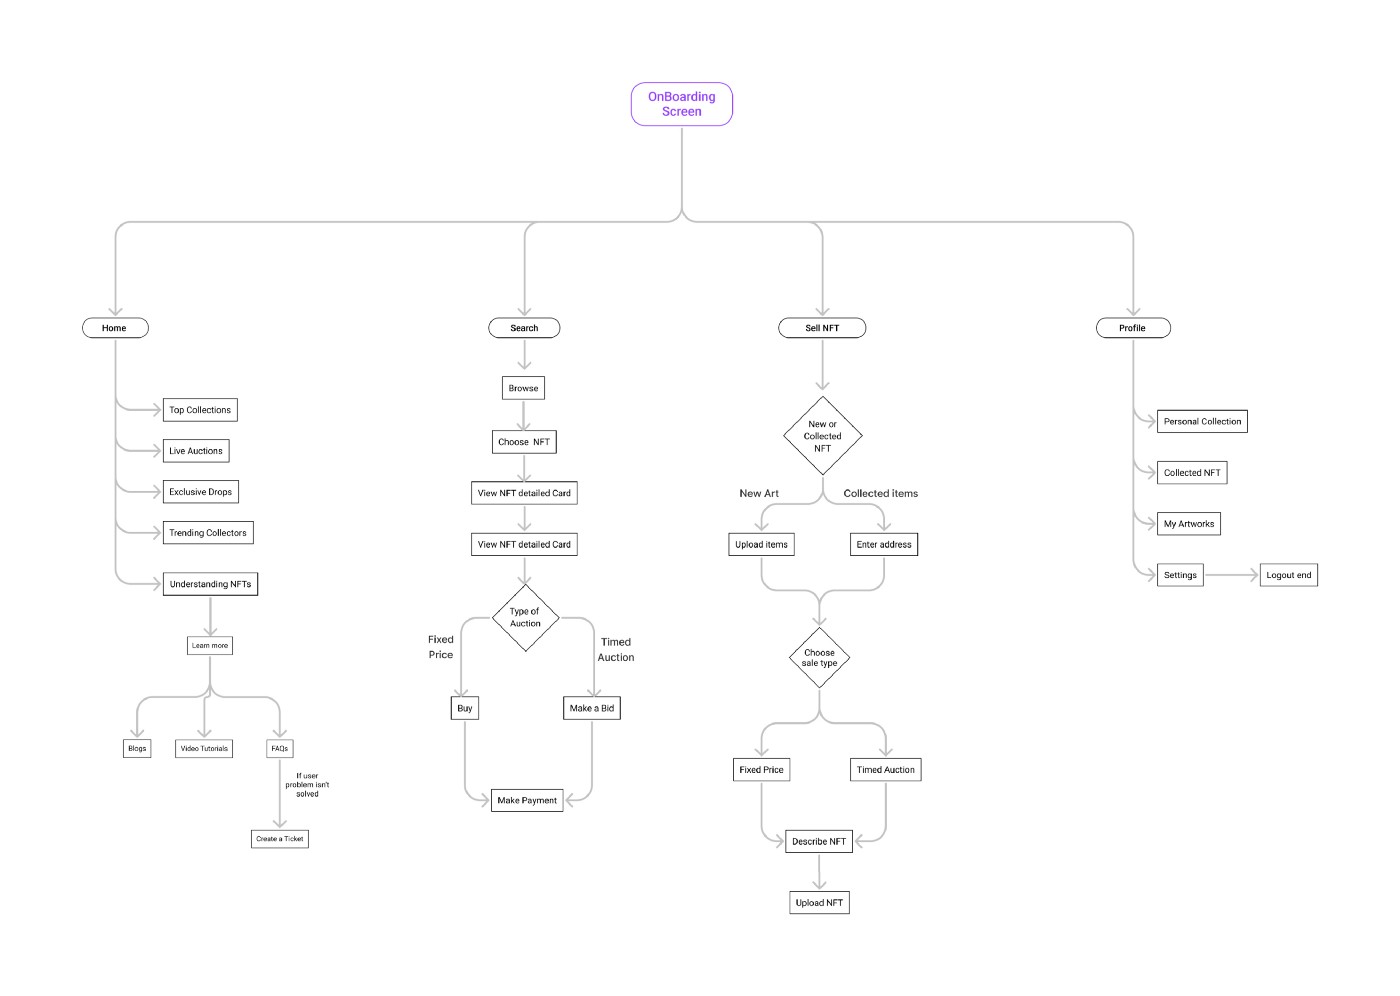 OnBoarding
Screen
Home
Search
Sell NFT
Profile
Top Collections
Live Auctions
Exclusive Drops
Trending Collectors
Understanding NFTs
Learn more
Blogs
Video Tutorials
FAQs
If user
problem isn't
solved
Create a Ticket
Browse
Choose NFT
View NFT detailed Card
View NFT detailed Card
Type of
Auction
Fixed
Price
Timed
Auction
Buy
Make a Bid
Make Payment
New or
Collected
NFT
New Art
Collected items
Upload items
Enter address
Choose
sale type
Fixed Price
Timed Auction
Describe NFT
Upload NFT
Personal Collection
Collected NFT
My Artworks
Settings
Logout end